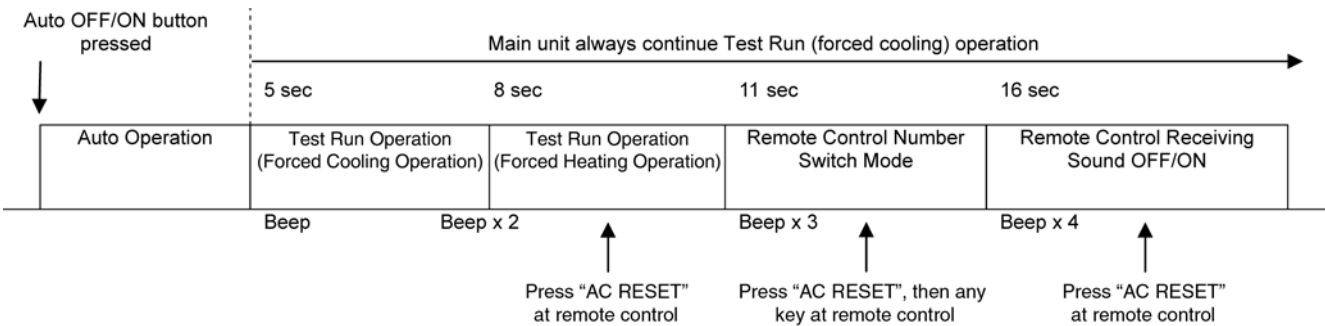 Auto OFF/ON button
pressed
Main unit always continue Test Run (forced cooling) operation
5 sec
8 sec
11 sec
16 sec
Auto Operation
Test Run Operation
(Forced Cooling Operation)
Test Run Operation
(Forced Heating Operation)
Remote Control Number
Switch Mode
Remote Control Receiving
Sound OFF/ON
Beep
Beep x 2
Beep x 3
Beep x 4
Press “AC RESET”
at remote control
Press “AC RESET”, then any
key at remote control
Press “AC RESET”
at remote control